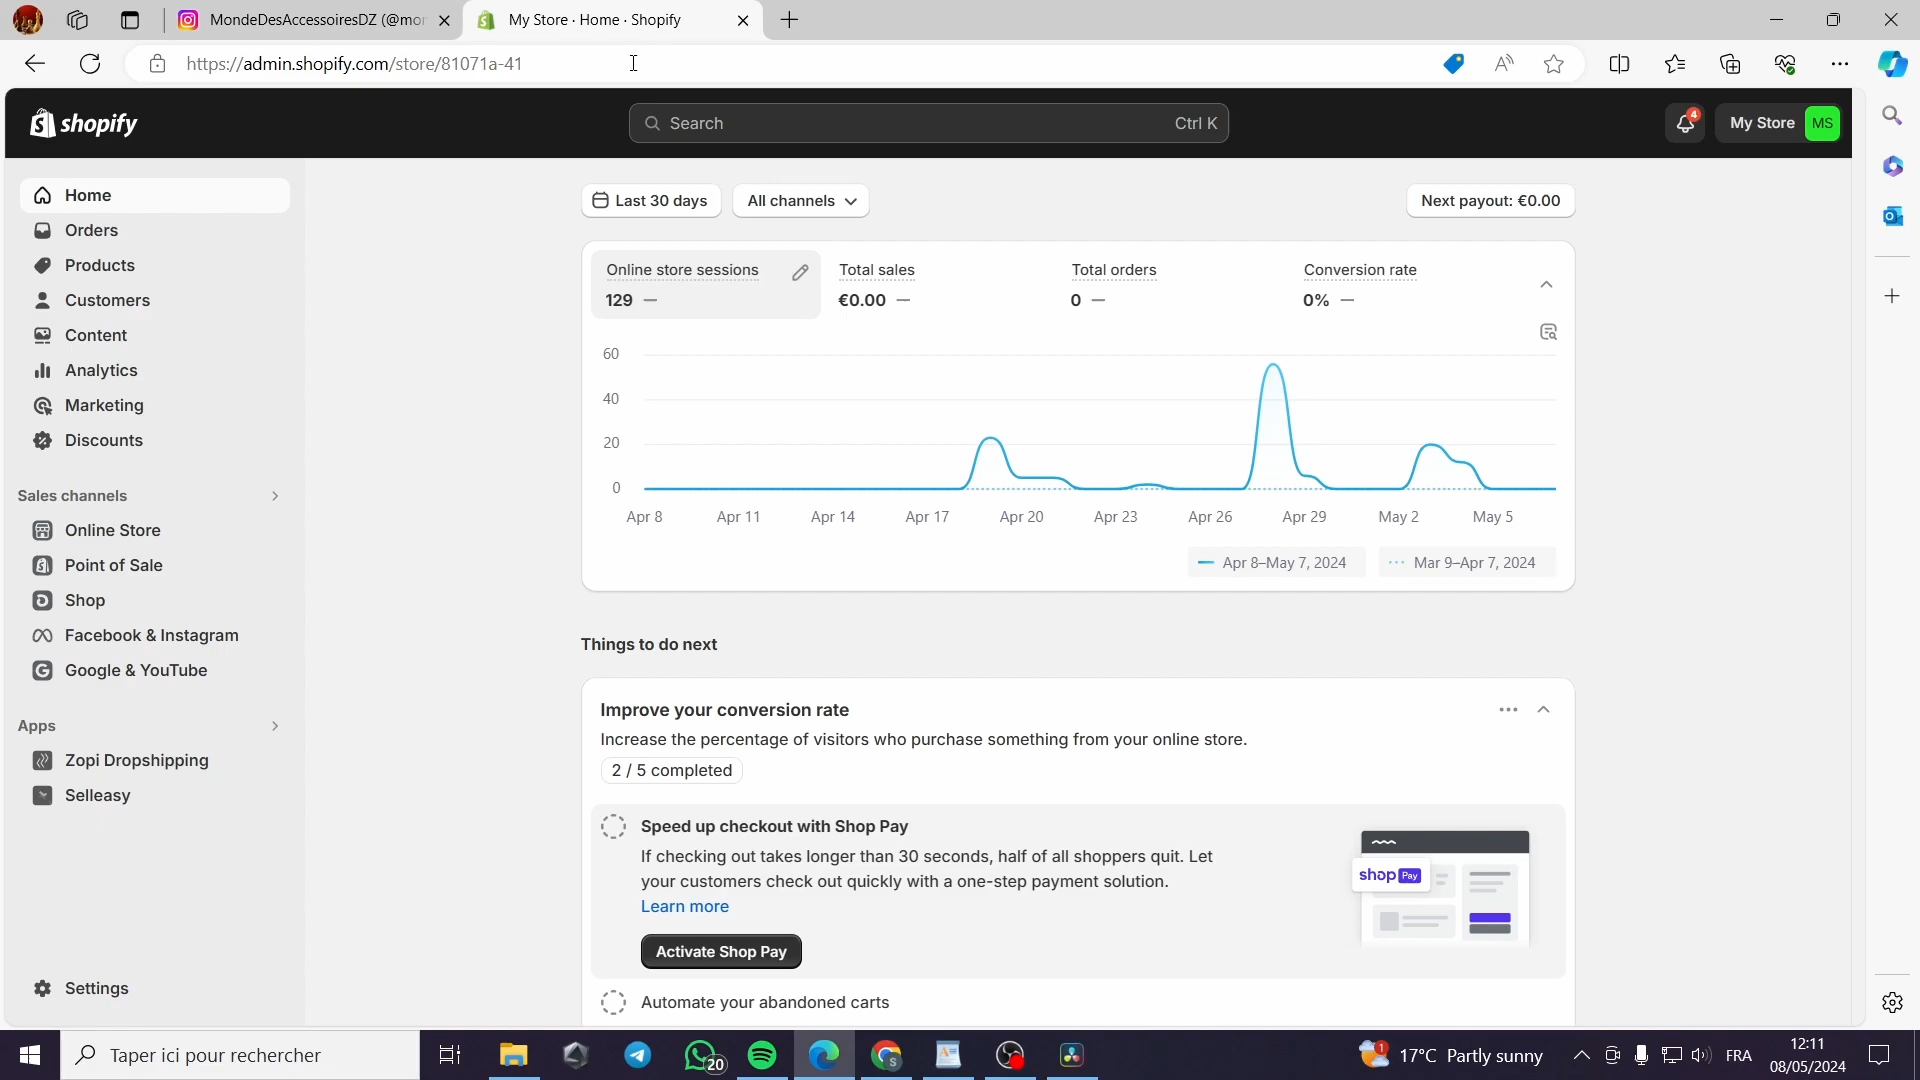 MondeDesAccessoiresDZ (@mor
My Store · Home · Shopify
https://admin.shopify.com/store/81071a-41
shopify
Search
Ctrl K
4
My Store
MS
Home
Orders
Products
Customers
Content
Analytics
Marketing
Discounts
Sales channels
Online Store
Point of Sale
Shop
Facebook & Instagram
Google & YouTube
Apps
Zopi Dropshipping
Selleasy
Settings
Last 30 days
All channels
Next payout: €0.00
Online store sessions
129 —
Total sales
€0.00 —
Total orders
0 —
Conversion rate
0% —
60
40
20
0
Apr 8
Apr 11
Apr 14
Apr 17
Apr 20
Apr 23
Apr 26
Apr 29
May 2
May 5
Apr 8–May 7, 2024
Mar 9–Apr 7, 2024
Things to do next
Improve your conversion rate
Increase the percentage of visitors who purchase something from your online store.
2 / 5 completed
Speed up checkout with Shop Pay
If checking out takes longer than 30 seconds, half of all shoppers quit. Let
your customers check out quickly with a one-step payment solution.
Learn more
Activate Shop Pay
shop Pay
Automate your abandoned carts
Taper ici pour rechercher
20
1
17°C Partly sunny
FRA
12:11
08/05/2024